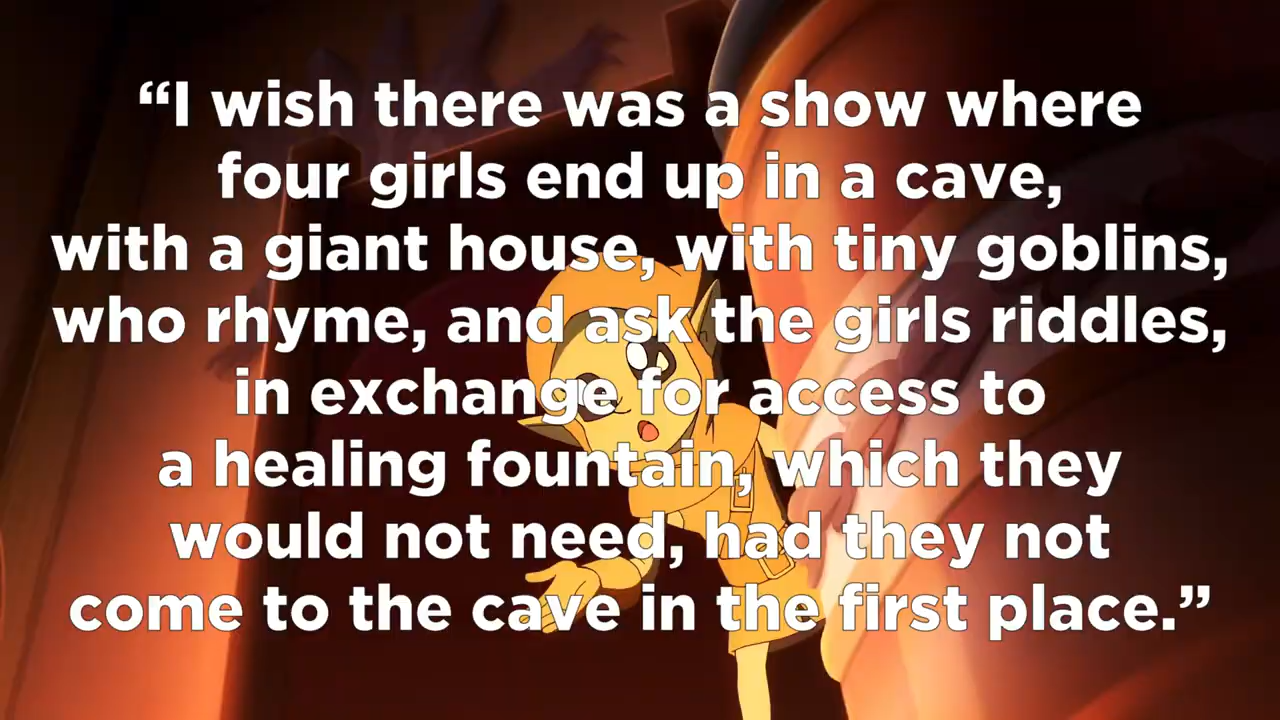 “I wish there was a show where
four girls end up in a cave,
with a giant house, with tiny goblins,
who rhyme, and ask the girls riddles,
in exchange for access to
a healing fountain, which they
would not need, had they not
come to the cave in the first place.”